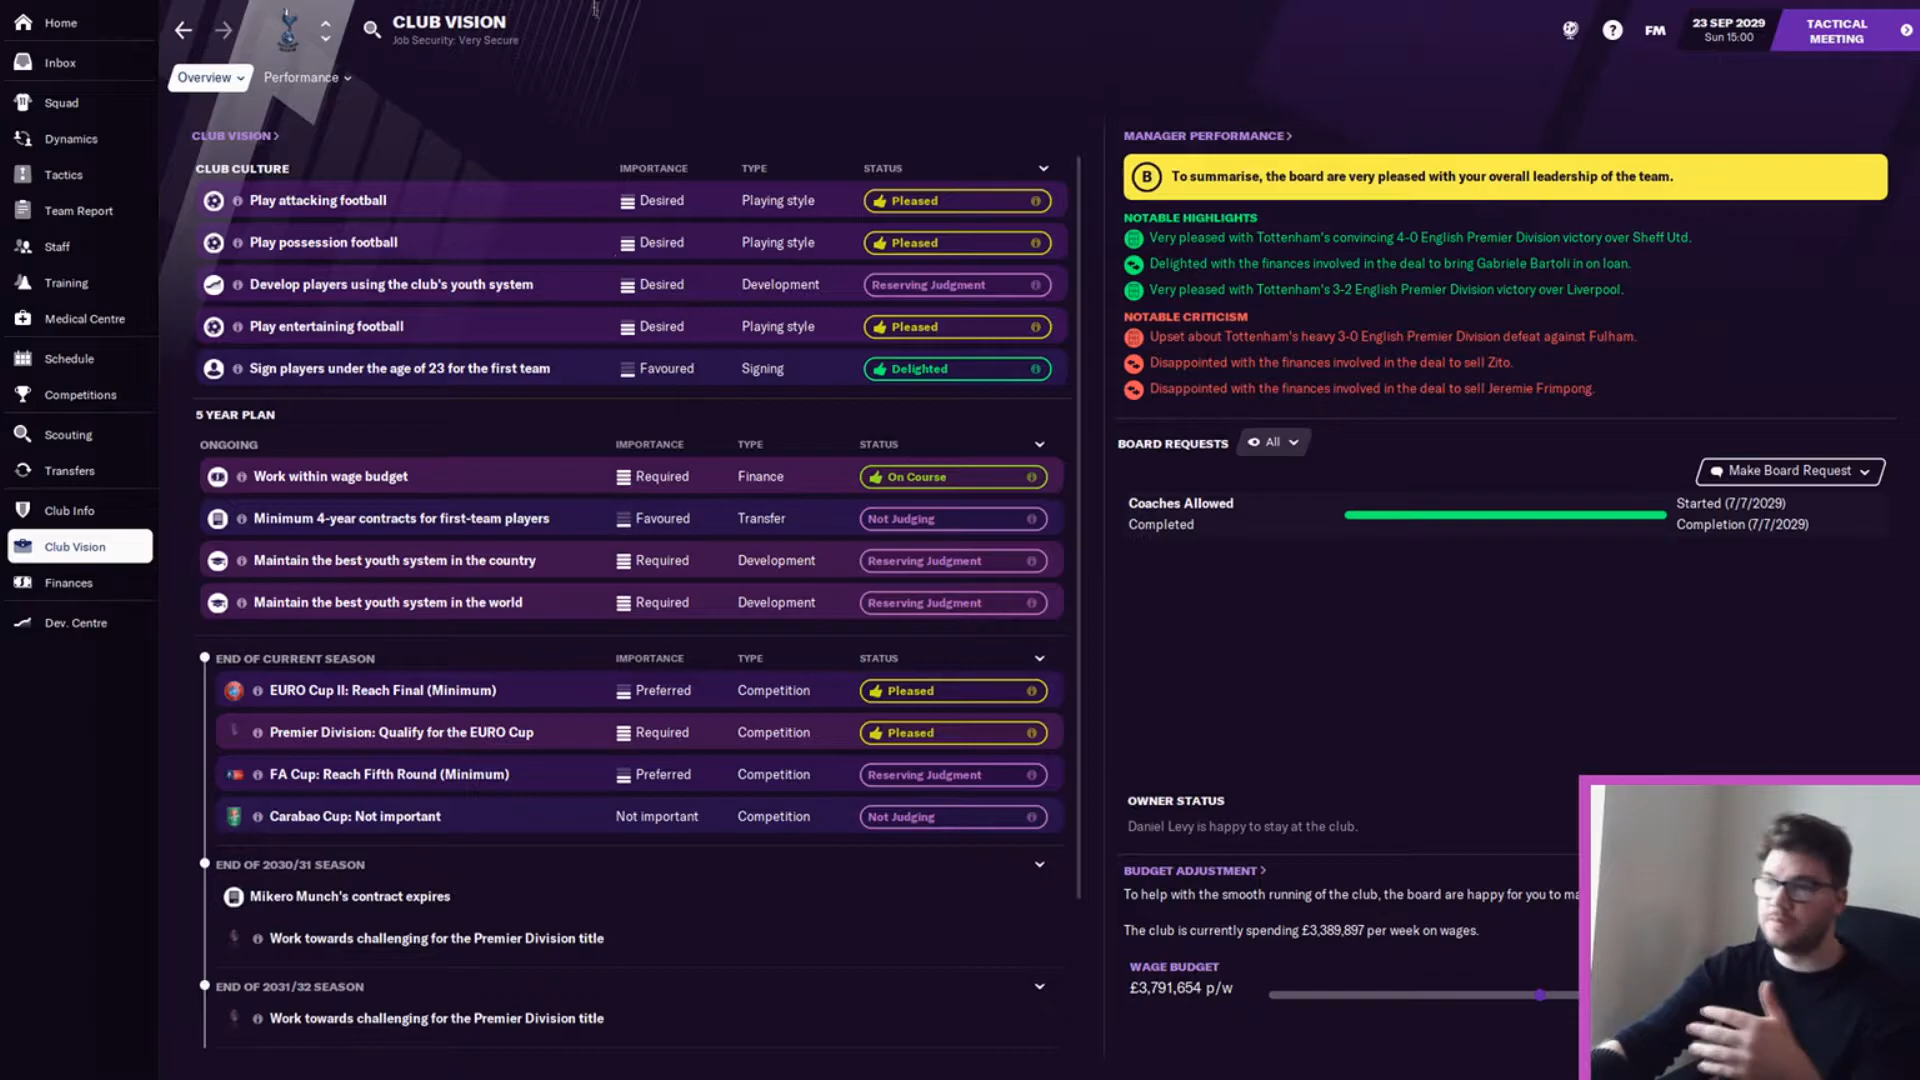 Home
Inbox
Squad
Dynamics
Tactics
Team Report
Staff
Training
Medical Centre
Schedule
Competitions
Scouting
Transfers
Club Info
Club Vision
Finances
Dev. Centre
CLUB VISION
Job Security: Very Secure
? FM
23 SEP 2029
Sun 15:00
TACTICAL
MEETING
Overview
Performance
CLUB VISION >
CLUB CULTURE IMPORTANCE TYPE STATUS
Play attacking football Desired Playing style Pleased
Play possession football Desired Playing style Pleased
Develop players using the club's youth system Desired Development Reserving Judgment
Play entertaining football Desired Playing style Pleased
Sign players under the age of 23 for the first team Favoured Signing Delighted
5 YEAR PLAN
ONGOING IMPORTANCE TYPE STATUS
Work within wage budget Required Finance On Course
Minimum 4-year contracts for first-team players Favoured Transfer Not Judging
Maintain the best youth system in the country Required Development Reserving Judgment
Maintain the best youth system in the world Required Development Reserving Judgment
END OF CURRENT SEASON IMPORTANCE TYPE STATUS
EURO Cup II: Reach Final (Minimum) Preferred Competition Pleased
Premier Division: Qualify for the EURO Cup Required Competition Pleased
FA Cup: Reach Fifth Round (Minimum) Preferred Competition Reserving Judgment
Carabao Cup: Not important Not important Competition Not Judging
END OF 2030/31 SEASON
Mikero Munch's contract expires
Work towards challenging for the Premier Division title
END OF 2031/32 SEASON
Work towards challenging for the Premier Division title
MANAGER PERFORMANCE >
B To summarise, the board are very pleased with your overall leadership of the team.
NOTABLE HIGHLIGHTS
Very pleased with Tottenham's convincing 4-0 English Premier Division victory over Sheff Utd.
Delighted with the finances involved in the deal to bring Gabriele Bartoli in on loan.
Very pleased with Tottenham's 3-2 English Premier Division victory over Liverpool.
NOTABLE CRITICISM
Upset about Tottenham's heavy 3-0 English Premier Division defeat against Fulham.
Disappointed with the finances involved in the deal to sell Zito.
Disappointed with the finances involved in the deal to sell Jeremie Frimpong.
BOARD REQUESTS All
Make Board Request
Coaches Allowed Started (7/7/2029)
Completed Completion (7/7/2029)
OWNER STATUS
Daniel Levy is happy to stay at the club.
BUDGET ADJUSTMENT >
To help with the smooth running of the club, the board are happy for you to ma
The club is currently spending £3,389,897 per week on wages.
WAGE BUDGET
£3,791,654 p/w